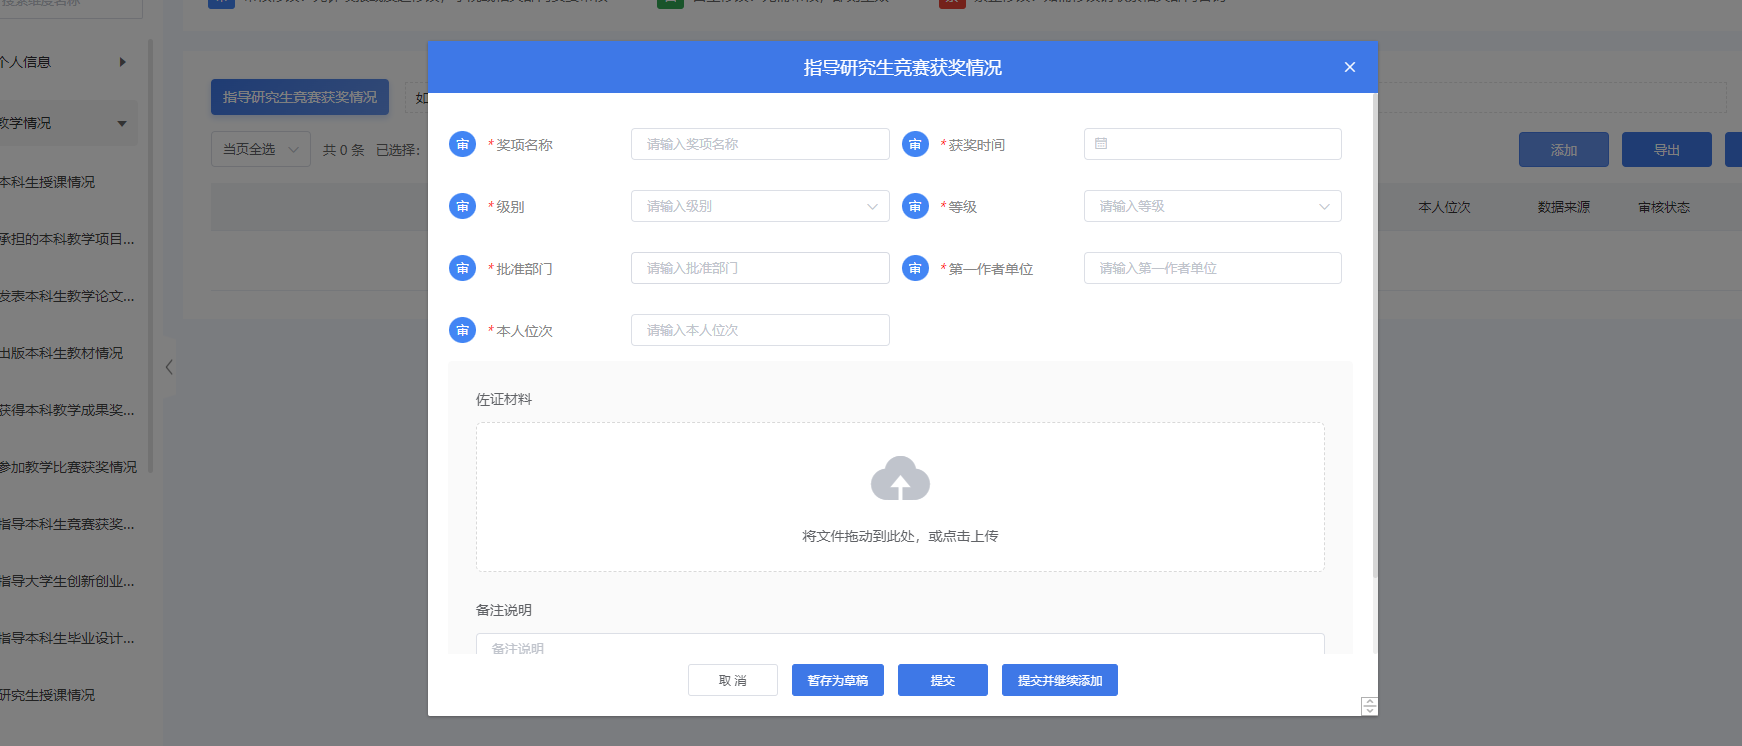 搜索维度名称
个人信息
教学情况
本科生授课情况
承担的本科教学项目...
发表本科生教学论文...
出版本科生教材情况
获得本科教学成果奖...
参加教学比赛获奖情况
指导本科生竞赛获奖...
指导大学生创新创业...
指导本科生毕业设计...
研究生授课情况
指导研究生竞赛获奖情况
如
当页全选
共 0 条 已选择:
添加
导出
本人位次
数据来源
审核状态
指导研究生竞赛获奖情况
审 *奖项名称 请输入奖项名称
审 *获奖时间
审 *级别 请输入级别
审 *等级 请输入等级
审 *批准部门 请输入批准部门
审 *第一作者单位 请输入第一作者单位
审 *本人位次 请输入本人位次
佐证材料
将文件拖动到此处，或点击上传
备注说明
备注说明
取 消
暂存为草稿
提交
提交并继续添加